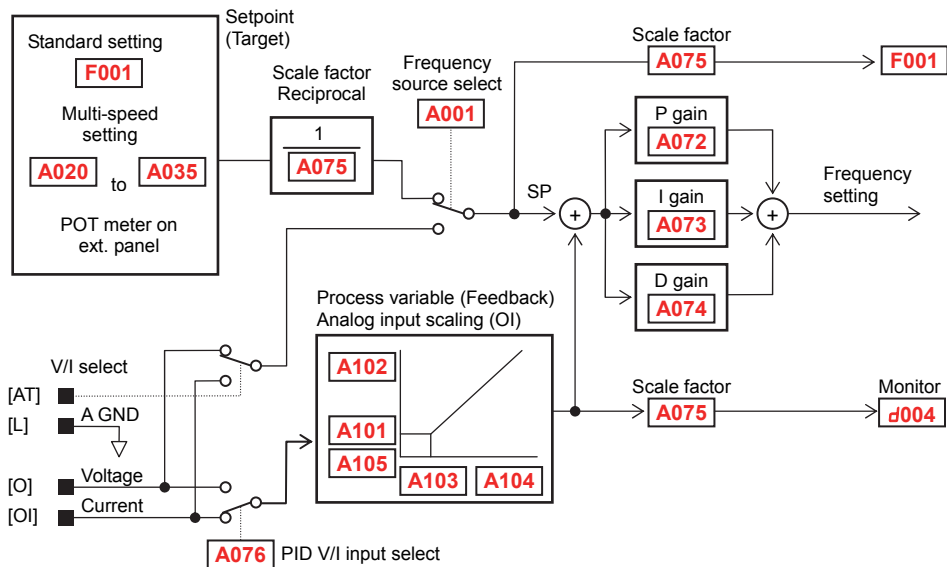 Setpoint
(Target)
Standard setting
F001
Multi-speed
setting
A020 to A035
POT meter on
ext. panel
Scale factor
Reciprocal
1
A075
Frequency
source select
A001
Scale factor
A075
F001
SP
+
P gain
A072
I gain
A073
D gain
A074
+
Frequency
setting
Process variable (Feedback)
Analog input scaling (OI)
A102
A101
A105
A103 A104
Scale factor
A075
Monitor
d004
V/I select
[AT]
[L] A GND
[O] Voltage
[OI] Current
A076 PID V/I input select